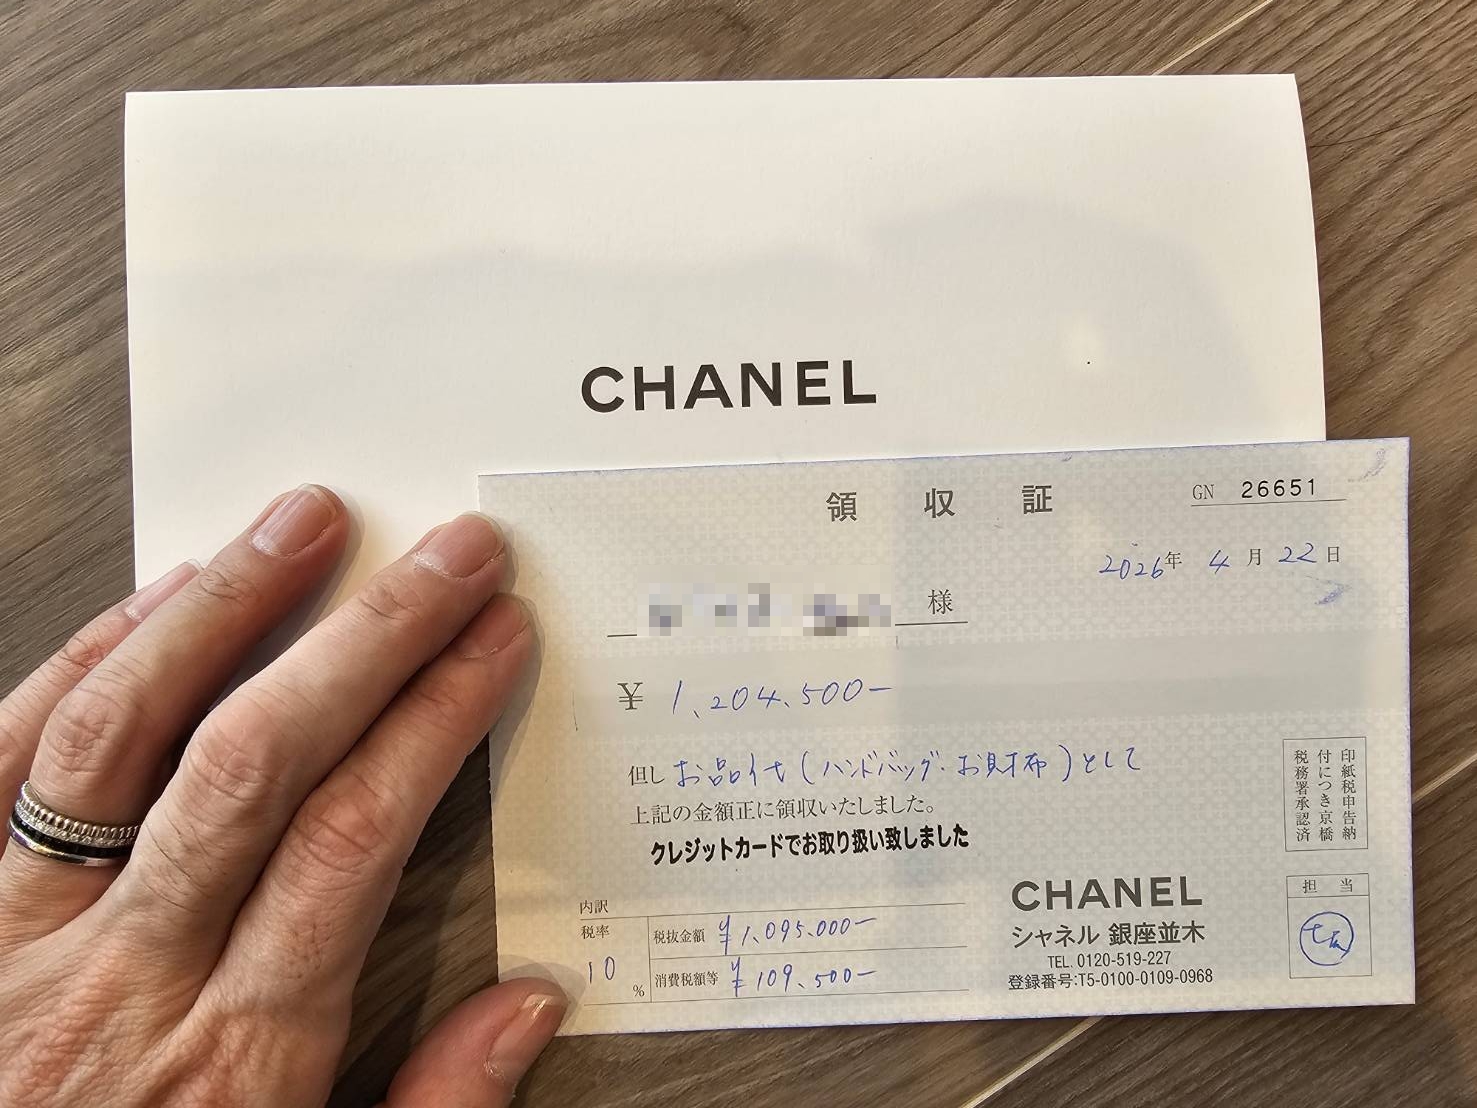 CHANEL
領収証
GN 26651
2026年 4月 22日
様
¥ 1,204,500-
但し お品代(ハンドバッグ・お財布)として
上記の金額正に領収いたしました。
クレジットカードでお取り扱い致しました
印紙税申告納
付につき京橋
税務署承認済
内訳
税率
10%
税抜金額 ¥1,095,000-
消費税額等 ¥109,500-
CHANEL
シャネル 銀座並木
TEL. 0120-519-227
登録番号:T5-0100-0109-0968
担当